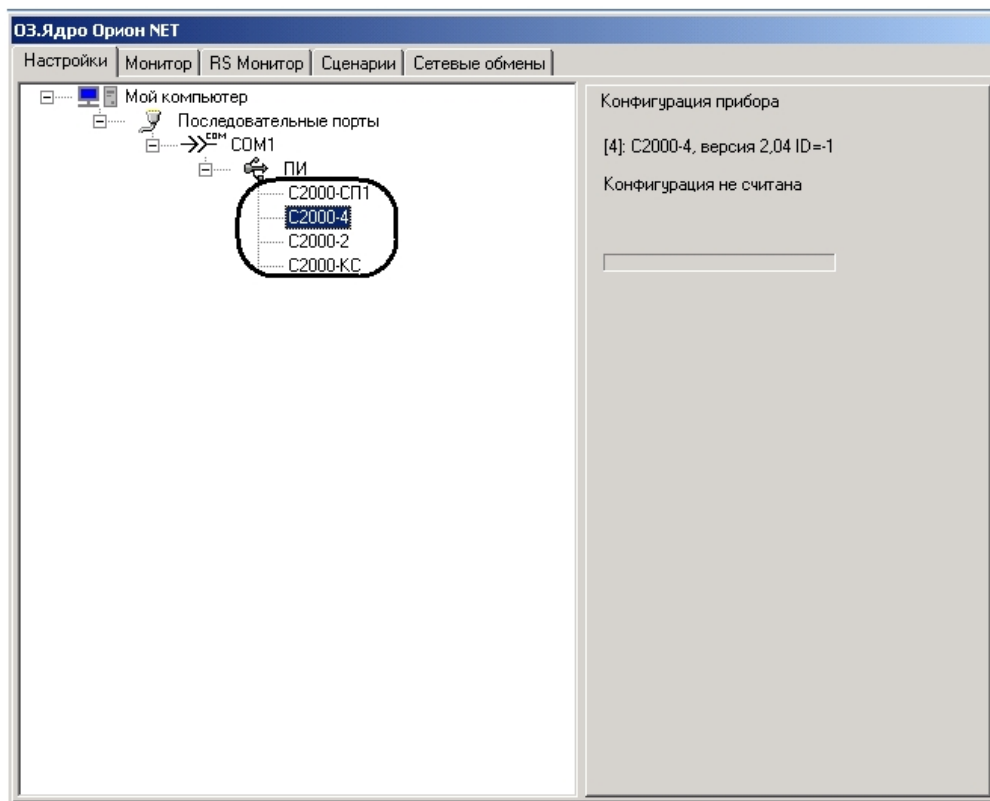 ОЗ.Ядро Орион NET
Настройки Монитор RS Монитор Сценарии Сетевые обмены
Мой компьютер
Последовательные порты
COM COM1
ПИ
С2000-СП1
С2000-4
С2000-2
С2000-КС
Конфигурация прибора
[4]: С2000-4, версия 2,04 ID=-1
Конфигурация не считана